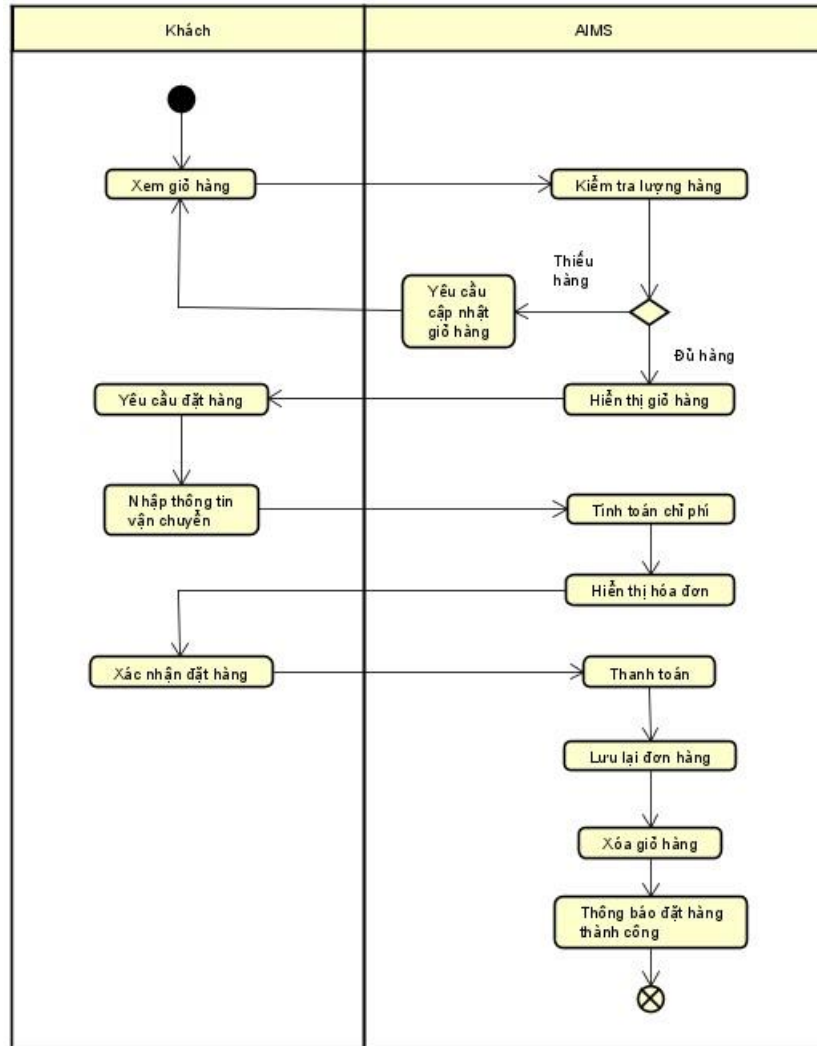 Khách
AIMS
Xem giỏ hàng
Kiểm tra lượng hàng
Thiếu
hàng
Yêu cầu
cập nhật
giỏ hàng
Đủ hàng
Yêu cầu đặt hàng
Hiển thị giỏ hàng
Nhập thông tin
vận chuyển
Tính toán chi phí
Hiển thị hóa đơn
Xác nhận đặt hàng
Thanh toán
Lưu lại đơn hàng
Xóa giỏ hàng
Thông báo đặt hàng
thành công